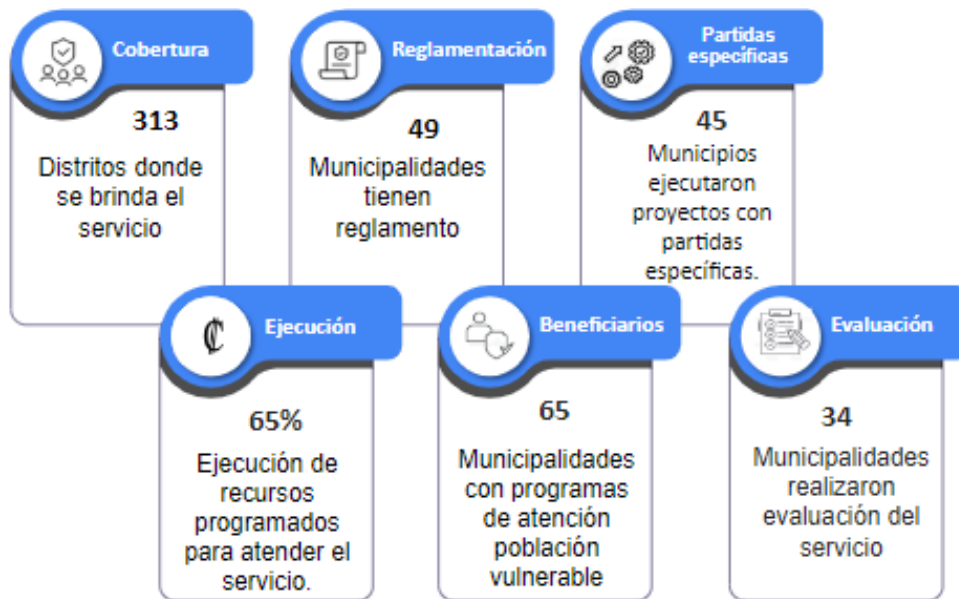 Cobertura
313
Distritos donde
se brinda el
servicio
Reglamentación
49
Municipalidades
tienen
reglamento
Partidas
específicas
45
Municipios
ejecutaron
proyectos con
partidas
específicas.
₡
Ejecución
65%
Ejecución de
recursos
programados
para atender el
servicio.
Beneficiarios
65
Municipalidades
con programas
de atención
población
vulnerable
Evaluación
34
Municipalidades
realizaron
evaluación del
servicio